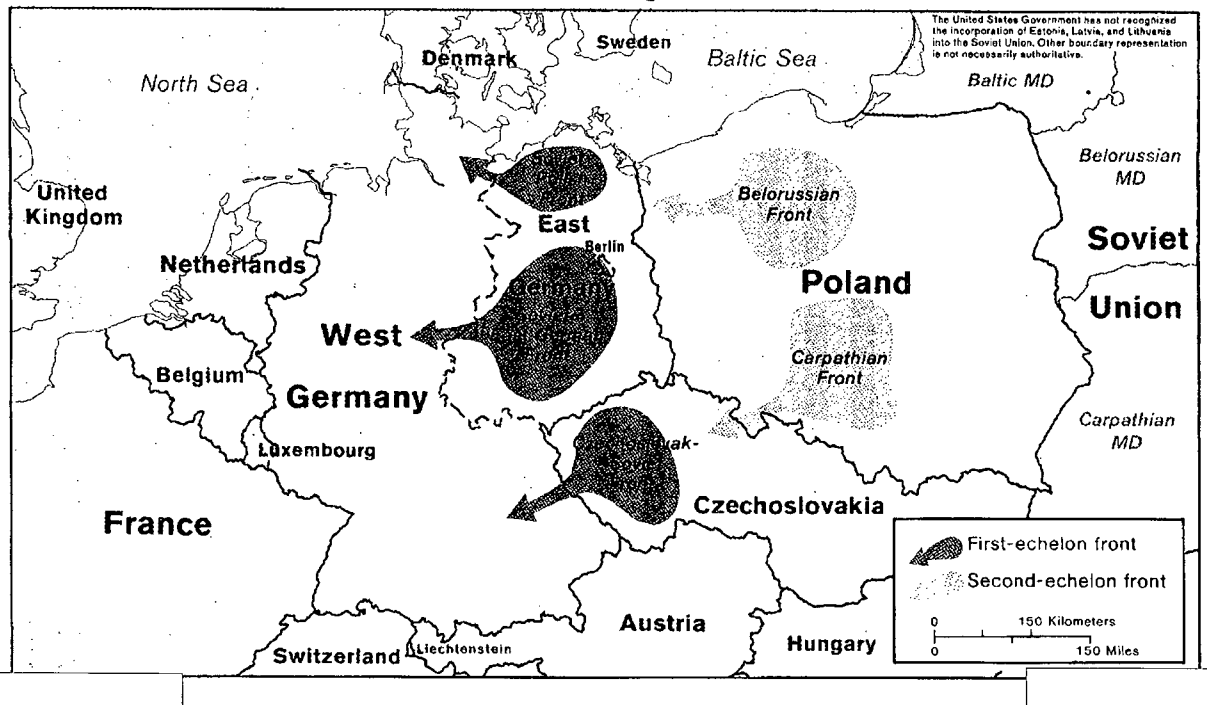 The United States Government has not recognized
the incorporation of Estonia, Latvia, and Lithuania
into the Soviet Union. Other boundary representation
is not necessarily authoritative.
Sweden
Denmark
Baltic Sea
North Sea
Baltic MD
Belorussian
MD
United
Kingdom
Belorussian
Front
East
Berlin
Soviet
Netherlands
Germany
Poland
Union
West
Front
Carpathian
Front
Belgium
Germany
Carpathian
MD
Luxembourg
Czechoslovakia
France
First-echelon front
Second-echelon front
0 150 Kilometers
0 150 Miles
Austria
Hungary
Switzerland
Liechtenstein